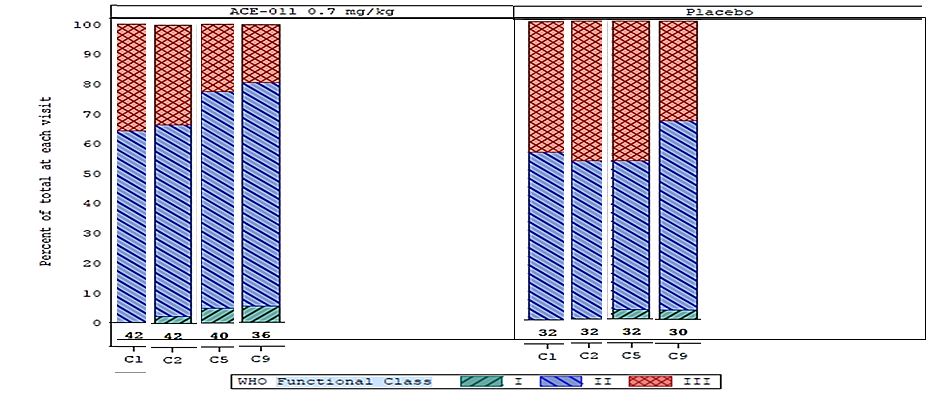 ACE-011 0.7 mg/kg
Placebo
Percent of total at each visit
100
90
80
70
60
50
40
30
20
10
0
42 42 40 36
32 32 32 30
C1 C2 C5 C9
C1 C2 C5 C9
WHO Functional Class I II III